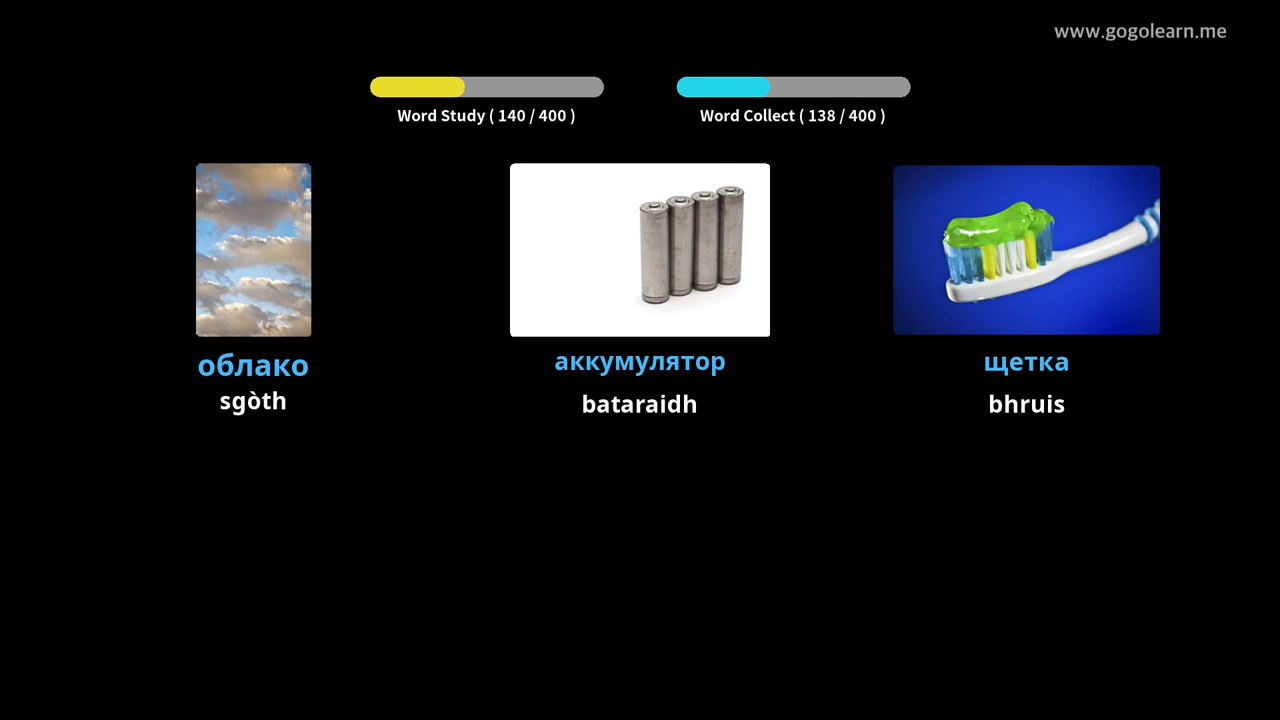 www.gogolearn.me
Word Study ( 140 / 400 )
Word Collect ( 138 / 400 )
облако
sgòth
аккумулятор
bataraidh
щетка
bhruis